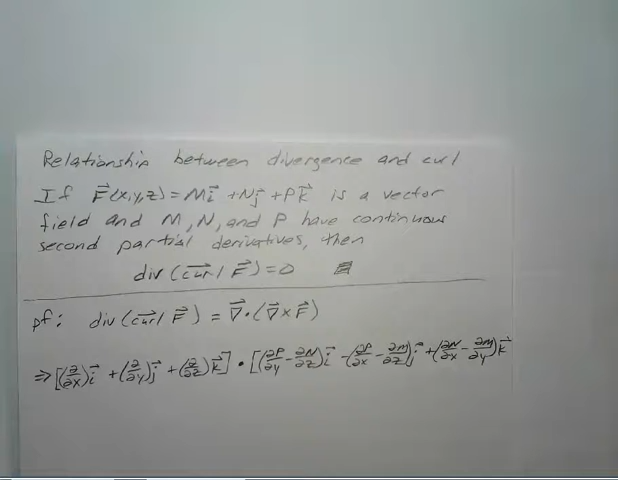 Relationship between divergence and curl
If F⃗(x,y,z) = Mi⃗ + Nj⃗ + Pk⃗ is a vector
field and M, N, and P have continuous
second partial derivatives, then
div (curl⃗ F⃗) = 0
pf: div (curl⃗ F⃗) = ∇⃗ • (∇⃗ × F⃗)
⇒ [(∂/∂x)i⃗ + (∂/∂y)j⃗ + (∂/∂z)k⃗] • [(∂P/∂y - ∂N/∂z)i⃗ - (∂P/∂x - ∂M/∂z)j⃗ + (∂N/∂x - ∂M/∂y)k⃗